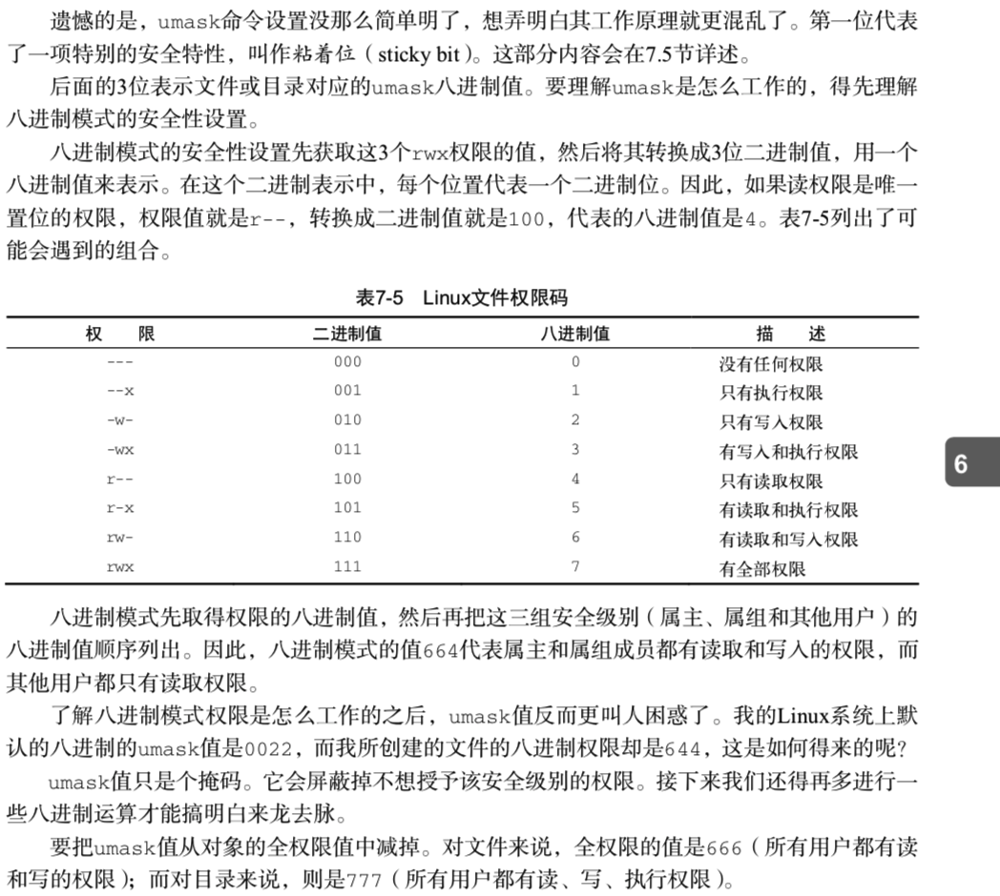 遗憾的是，umask命令设置没那么简单明了，想弄明白其工作原理就更混乱了。第一位代表
了一项特别的安全特性，叫作粘着位（sticky bit）。这部分内容会在7.5节详述。
后面的3位表示文件或目录对应的umask八进制值。要理解umask是怎么工作的，得先理解
八进制模式的安全性设置。
八进制模式的安全性设置先获取这3个rwx权限的值，然后将其转换成3位二进制值，用一个
八进制值来表示。在这个二进制表示中，每个位置代表一个二进制位。因此，如果读权限是唯一
置位的权限，权限值就是r--，转换成二进制值就是100，代表的八进制值是4。表7-5列出了可
能会遇到的组合。
表7-5 Linux文件权限码
权 限 二进制值 八进制值 描 述
--- 000 0 没有任何权限
--x 001 1 只有执行权限
-w- 010 2 只有写入权限
-wx 011 3 有写入和执行权限
6
r-- 100 4 只有读取权限
r-x 101 5 有读取和执行权限
rw- 110 6 有读取和写入权限
rwx 111 7 有全部权限
八进制模式先取得权限的八进制值，然后再把这三组安全级别（属主、属组和其他用户）的
八进制值顺序列出。因此，八进制模式的值664代表属主和属组成员都有读取和写入的权限，而
其他用户都只有读取权限。
了解八进制模式权限是怎么工作的之后，umask值反而更叫人困惑了。我的Linux系统上默
认的八进制的umask值是0022，而我所创建的文件的八进制权限却是644，这是如何得来的呢？
umask值只是个掩码。它会屏蔽掉不想授予该安全级别的权限。接下来我们还得再多进行一
些八进制运算才能搞明白来龙去脉。
要把umask值从对象的全权限值中减掉。对文件来说，全权限的值是666（所有用户都有读
和写的权限）；而对目录来说，则是777（所有用户都有读、写、执行权限）。